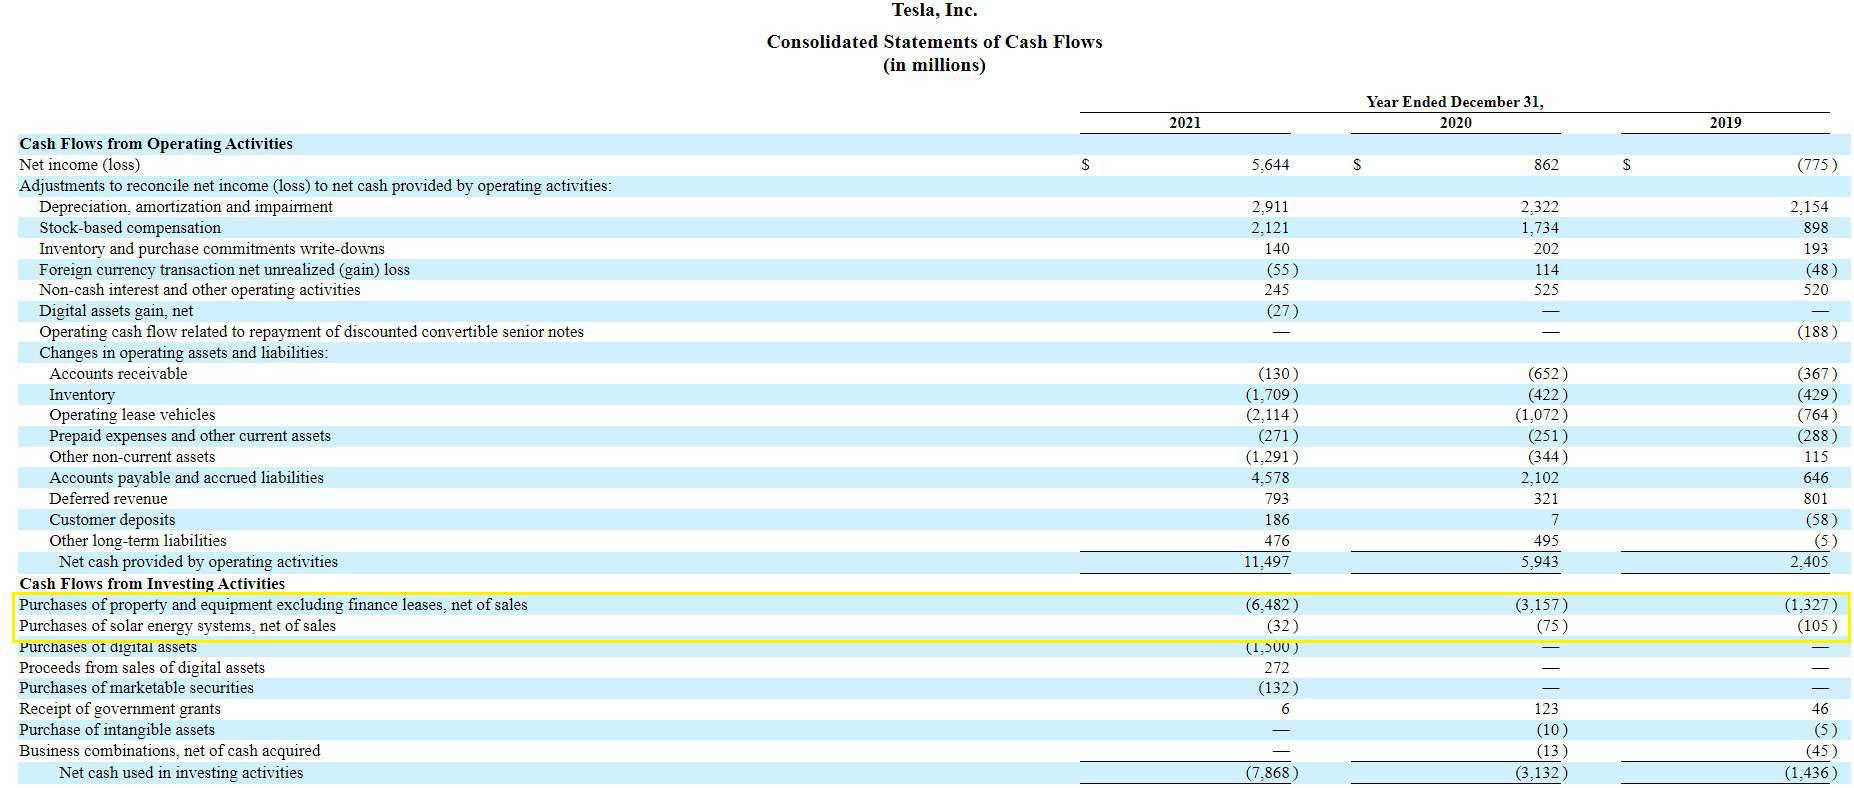 Tesla, Inc.
Consolidated Statements of Cash Flows
(in millions)
Year Ended December 31,
2021 2020 2019
Cash Flows from Operating Activities
Net income (loss) $ 5,644 $ 862 $ (775)
Adjustments to reconcile net income (loss) to net cash provided by operating activities:
Depreciation, amortization and impairment 2,911 2,322 2,154
Stock-based compensation 2,121 1,734 898
Inventory and purchase commitments write-downs 140 202 193
Foreign currency transaction net unrealized (gain) loss (55) 114 (48)
Non-cash interest and other operating activities 245 525 520
Digital assets gain, net (27) — —
Operating cash flow related to repayment of discounted convertible senior notes — — (188)
Changes in operating assets and liabilities:
Accounts receivable (130) (652) (367)
Inventory (1,709) (422) (429)
Operating lease vehicles (2,114) (1,072) (764)
Prepaid expenses and other current assets (271) (251) (288)
Other non-current assets (1,291) (344) 115
Accounts payable and accrued liabilities 4,578 2,102 646
Deferred revenue 793 321 801
Customer deposits 186 7 (58)
Other long-term liabilities 476 495 (5)
Net cash provided by operating activities 11,497 5,943 2,405
Cash Flows from Investing Activities
Purchases of property and equipment excluding finance leases, net of sales (6,482) (3,157) (1,327)
Purchases of solar energy systems, net of sales (32) (75) (105)
Purchases of digital assets (1,500) — —
Proceeds from sales of digital assets 272 — —
Purchases of marketable securities (132) — —
Receipt of government grants 6 123 46
Purchase of intangible assets — (10) (5)
Business combinations, net of cash acquired — (13) (45)
Net cash used in investing activities (7,868) (3,132) (1,436)